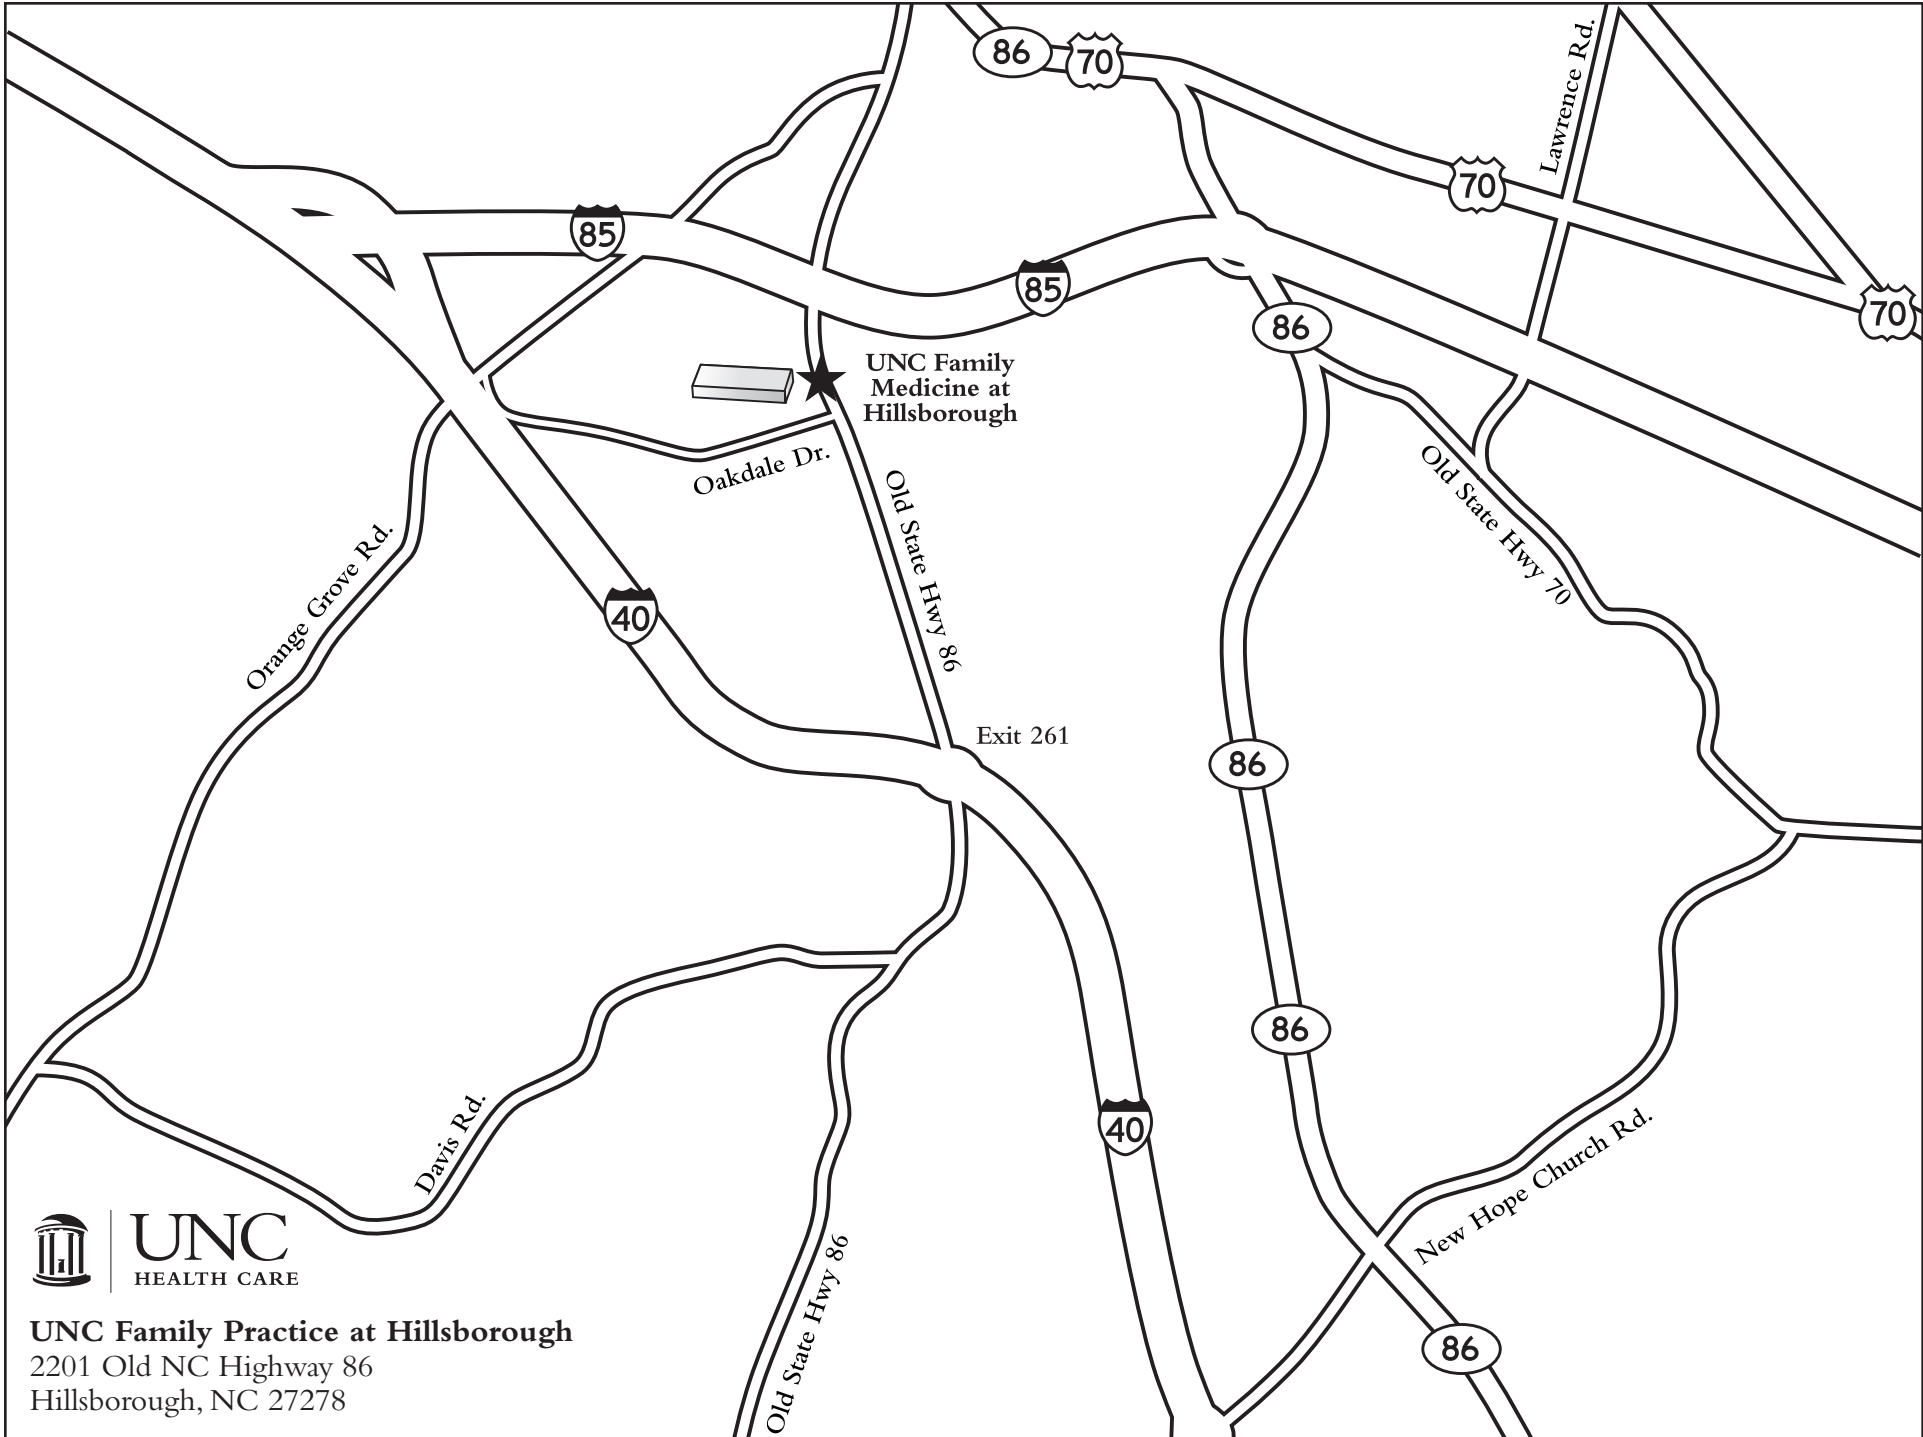 86
70
Lawrence Rd.
70
85
85
70
86
UNC Family
Medicine at
Hillsborough
Oakdale Dr.
Old State Hwy 86
Old State Hwy 70
Orange Grove Rd.
40
Exit 261
86
86
40
Davis Rd.
New Hope Church Rd.
Old State Hwy 86
86
UNC
HEALTH CARE
UNC Family Practice at Hillsborough
2201 Old NC Highway 86
Hillsborough, NC 27278